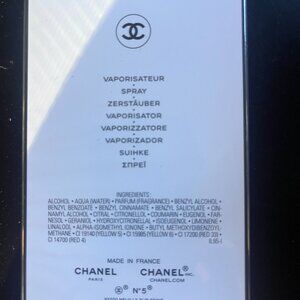 VAPORISATEUR
SPRAY
ZERSTÄUBER
VAPORISATOR
VAPORIZZATORE
VAPORIZADOR
SUIHKE
ΣΠΡΕΪ
INGREDIENTS:
ALCOHOL • AQUA (WATER) • PARFUM (FRAGRANCE) • BENZYL ALCOHOL •
BENZYL BENZOATE • BENZYL CINNAMATE • BENZYL SALICYLATE • CIN-
NAMYL ALCOHOL • CITRAL • CITRONELLOL • COUMARIN • EUGENOL • FAR-
NESOL • GERANIOL • HYDROXYCITRONELLAL • ISOEUGENOL • LIMONENE •
LINALOOL • ALPHA-ISOMETHYL IONONE • BUTYL METHOXYDIBENZOYL-
METHANE • CI 19140 (YELLOW 5) • CI 15985 (YELLOW 6) • CI 17200 (RED 33) •
CI 14700 (RED 4)
MADE IN FRANCE
CHANEL CHANEL INC.
PARIS CHANEL.COM
N°5